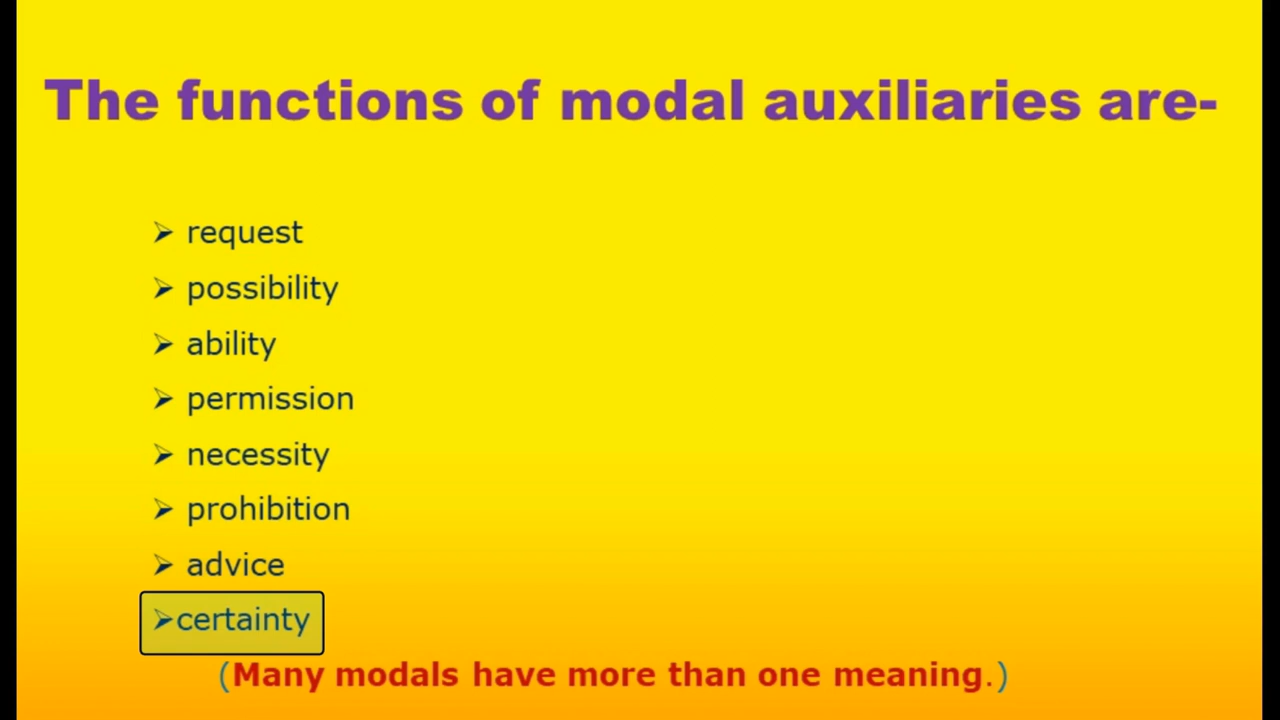 The functions of modal auxiliaries are-
➢ request
➢ possibility
➢ ability
➢ permission
➢ necessity
➢ prohibition
➢ advice
➢certainty
(Many modals have more than one meaning.)